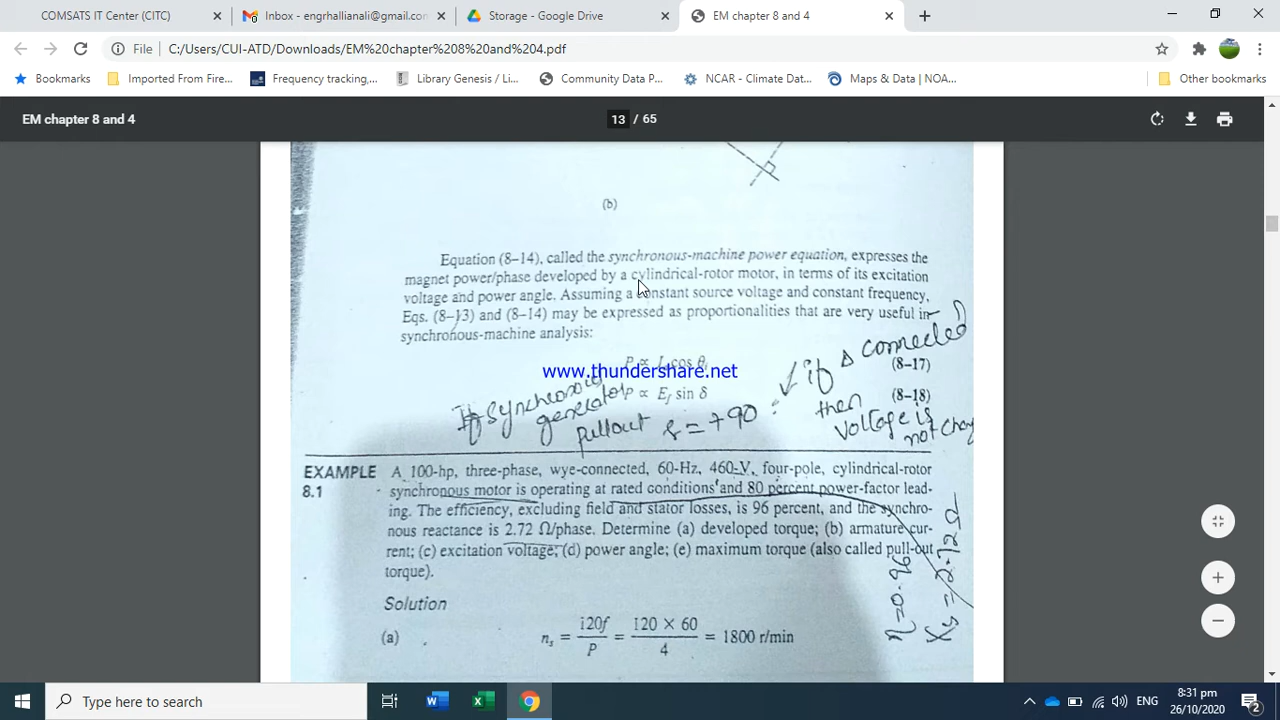 COMSATS IT Center (CITC)
Inbox - engrhallianali@gmail.com
Storage - Google Drive
EM chapter 8 and 4
File
C:/Users/CUI-ATD/Downloads/EM%20chapter%208%20and%204.pdf
Bookmarks
Imported From Fire...
Frequency tracking,...
Library Genesis / Li...
Community Data P...
NCAR - Climate Dat...
Maps & Data | NOA...
Other bookmarks
EM chapter 8 and 4
13 / 65
(b)
Equation (8–14), called the synchronous-machine power equation, expresses the
magnet power/phase developed by a cylindrical-rotor motor, in terms of its excitation
voltage and power angle. Assuming a constant source voltage and constant frequency,
Eqs. (8–13) and (8–14) may be expressed as proportionalities that are very useful in
synchronous-machine analysis:
cos θ
(8–17)
www.thundershare.net
P ∝ Ef sin δ
(8–18)
If synchronous
generator
pullout δ = +90
if Δ connected
then
voltage is
not
EXAMPLE
8.1
A 100-hp, three-phase, wye-connected, 60-Hz, 460-V, four-pole, cylindrical-rotor
synchronous motor is operating at rated conditions and 80 percent power-factor lead-
ing. The efficiency, excluding field and stator losses, is 96 percent, and the synchro-
nous reactance is 2.72 Ω/phase. Determine (a) developed torque; (b) armature cur-
rent; (c) excitation voltage; (d) power angle; (e) maximum torque (also called pull-out
torque).
η=0.96
Xs = 2.72 Ω
Solution
(a)
ns = 120f / P = 120 × 60 / 4 = 1800 r/min
Type here to search
ENG
8:31 pm
26/10/2020
2